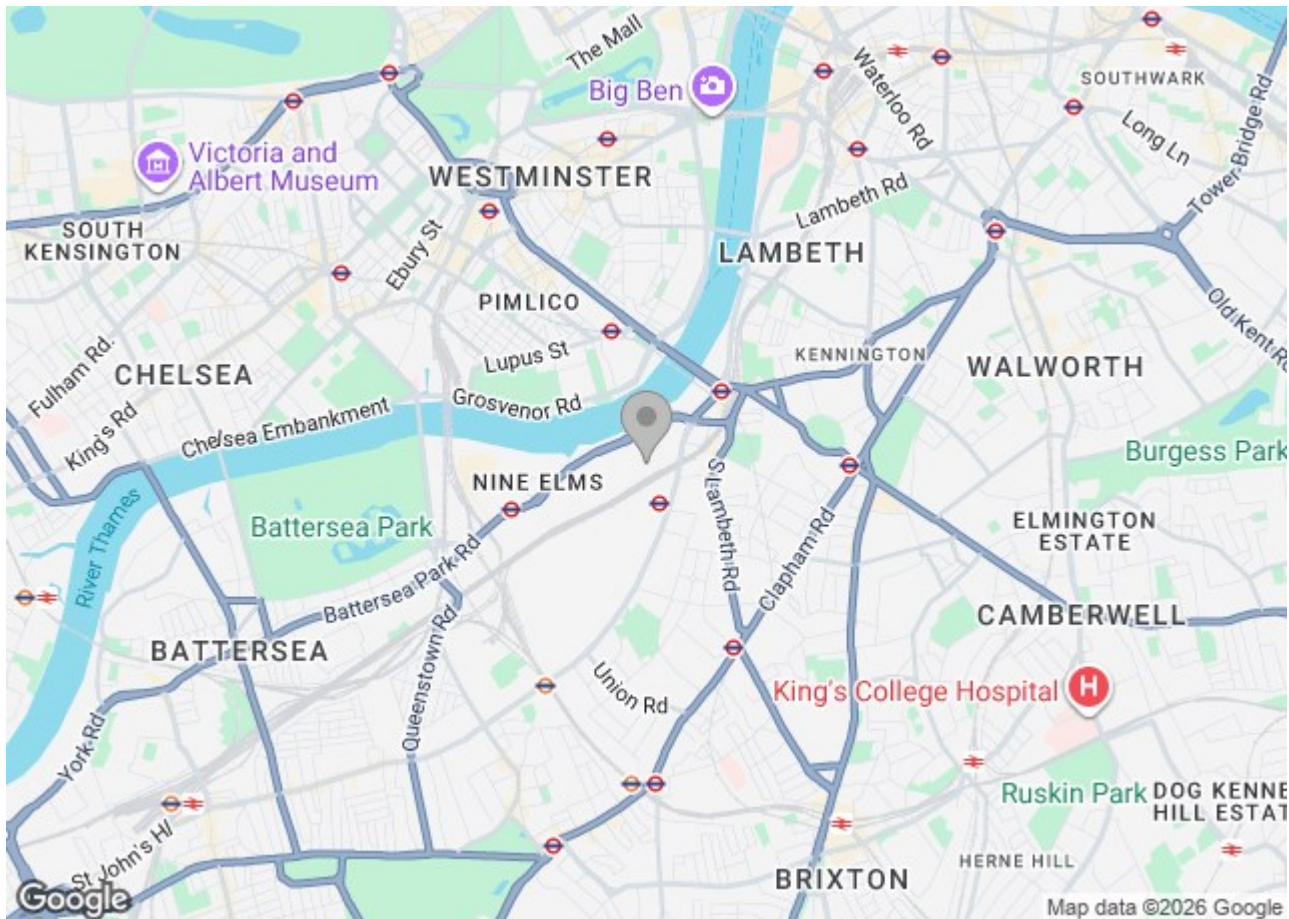 The Mall
Big Ben
Waterloo Rd
SOUTHWARK
Long Ln
Tower Bridge Rd
Victoria and
Albert Museum
WESTMINSTER
Lambeth Rd
SOUTH
KENSINGTON
Ebury St
LAMBETH
PIMLICO
Old Kent Rd
Lupus St
KENNINGTON
WALWORTH
Fulham Rd.
CHELSEA
King's Rd
Chelsea Embankment
Grosvenor Rd
Burgess Park
NINE ELMS
S Lambeth Rd
Clapham Rd
Battersea Park
ELMINGTON
ESTATE
River Thames
Battersea Park Rd
CAMBERWELL
BATTERSEA
Queenstown Rd
Union Rd
King's College Hospital
H
York Rd
Ruskin Park
DOG KENNE
HILL ESTAT
St John's Hl
HERNE HILL
BRIXTON
Google
Map data ©2026 Google